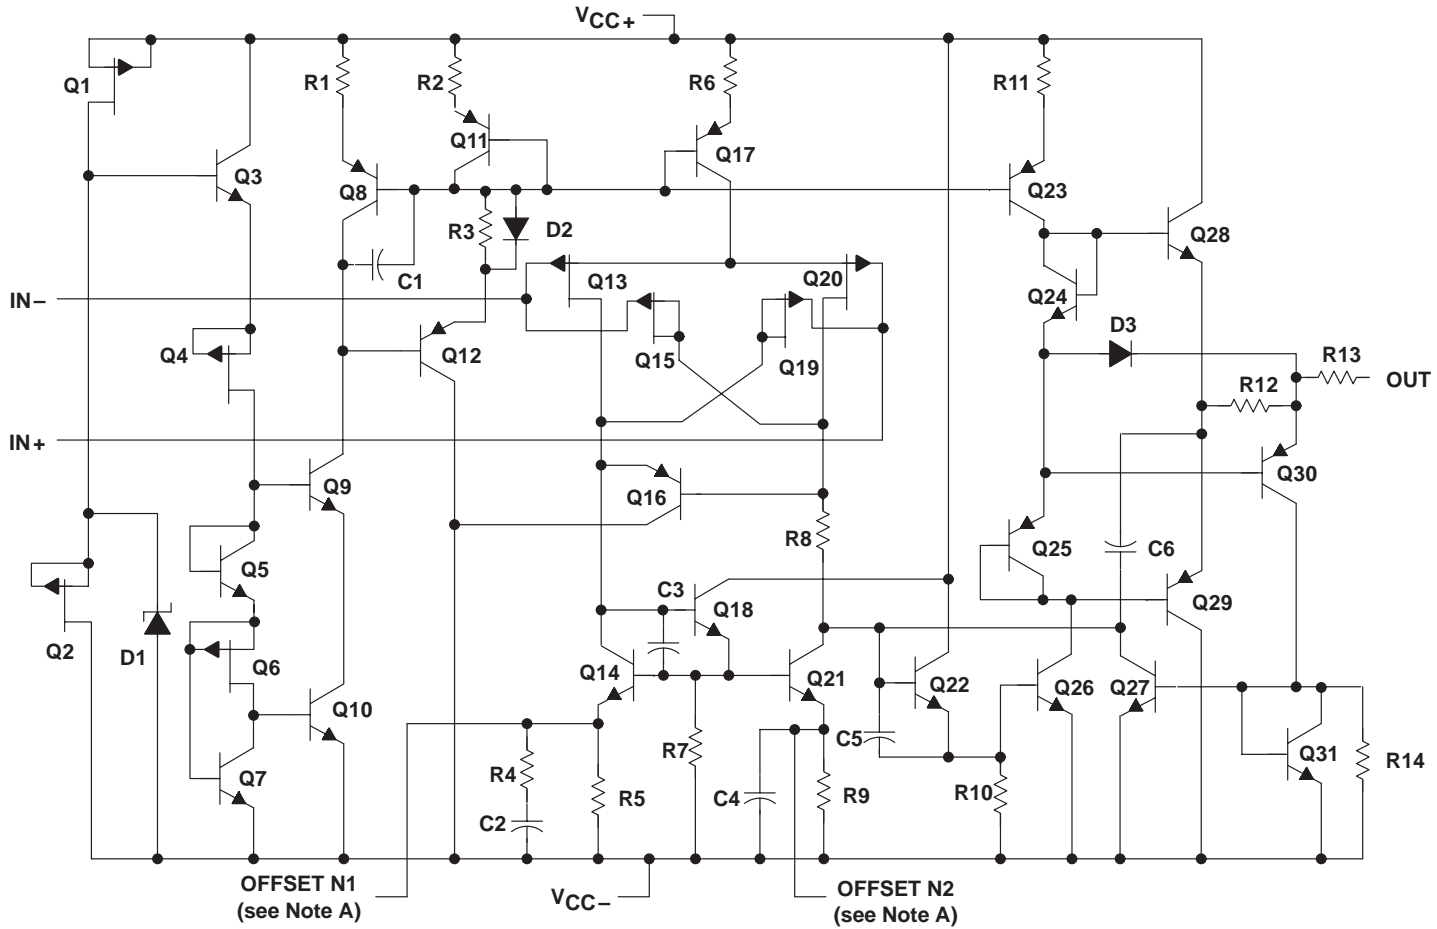 VCC+
Q1
R1
R2
R6
R11
Q3
Q8
Q11
Q17
Q23
R3
D2
Q28
C1
Q13
Q20
Q24
IN−
Q4
Q12
Q15
Q19
D3
R13
OUT
R12
IN+
Q9
Q16
Q30
R8
Q25
C6
Q5
C3
Q18
Q29
Q2
D1
Q6
Q14
Q21
Q22
Q26
Q27
Q10
R7
C5
Q7
R4
R5
C4
R9
R10
Q31
R14
C2
OFFSET N1
(see Note A)
VCC−
OFFSET N2
(see Note A)